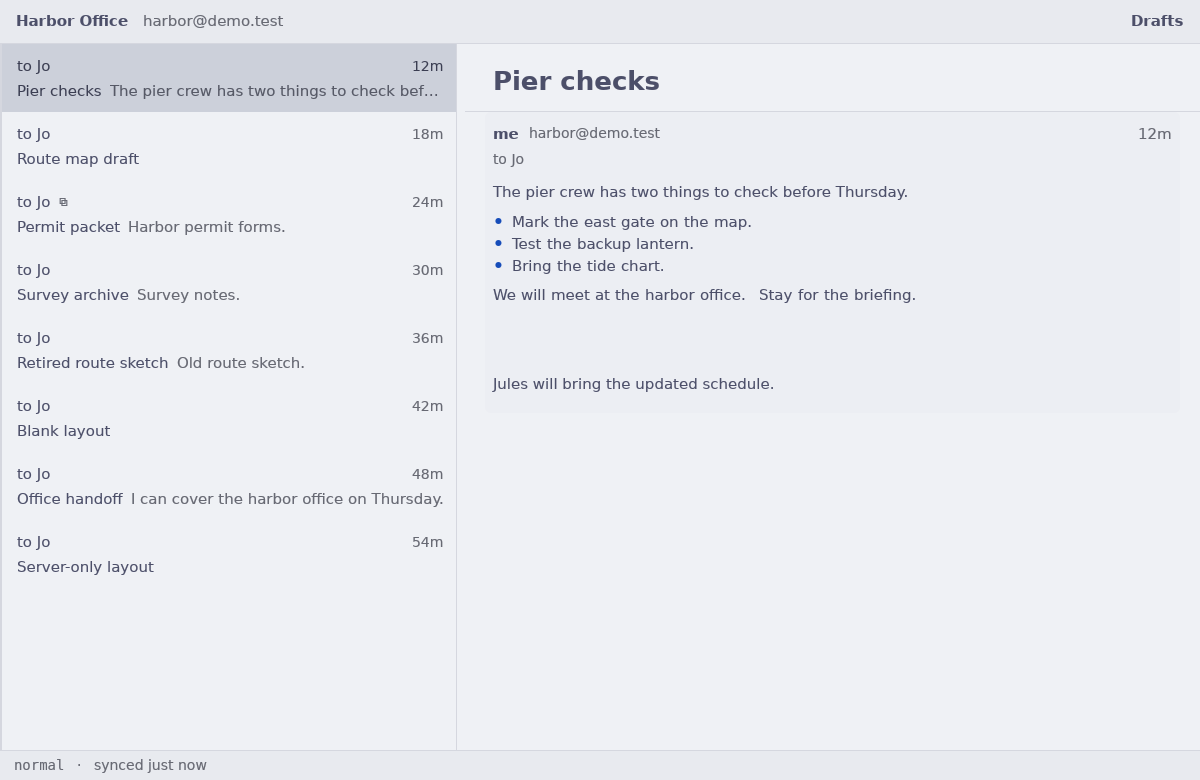 Harbor Office harbor@demo.test Drafts
to Jo 12m
Pier checks The pier crew has two things to check bef…
to Jo 18m
Route map draft
to Jo 24m
Permit packet Harbor permit forms.
to Jo 30m
Survey archive Survey notes.
to Jo 36m
Retired route sketch Old route sketch.
to Jo 42m
Blank layout
to Jo 48m
Office handoff I can cover the harbor office on Thursday.
to Jo 54m
Server-only layout
Pier checks
me harbor@demo.test 12m
to Jo
The pier crew has two things to check before Thursday.
• Mark the east gate on the map.
• Test the backup lantern.
• Bring the tide chart.
We will meet at the harbor office. Stay for the briefing.
Jules will bring the updated schedule.
normal · synced just now